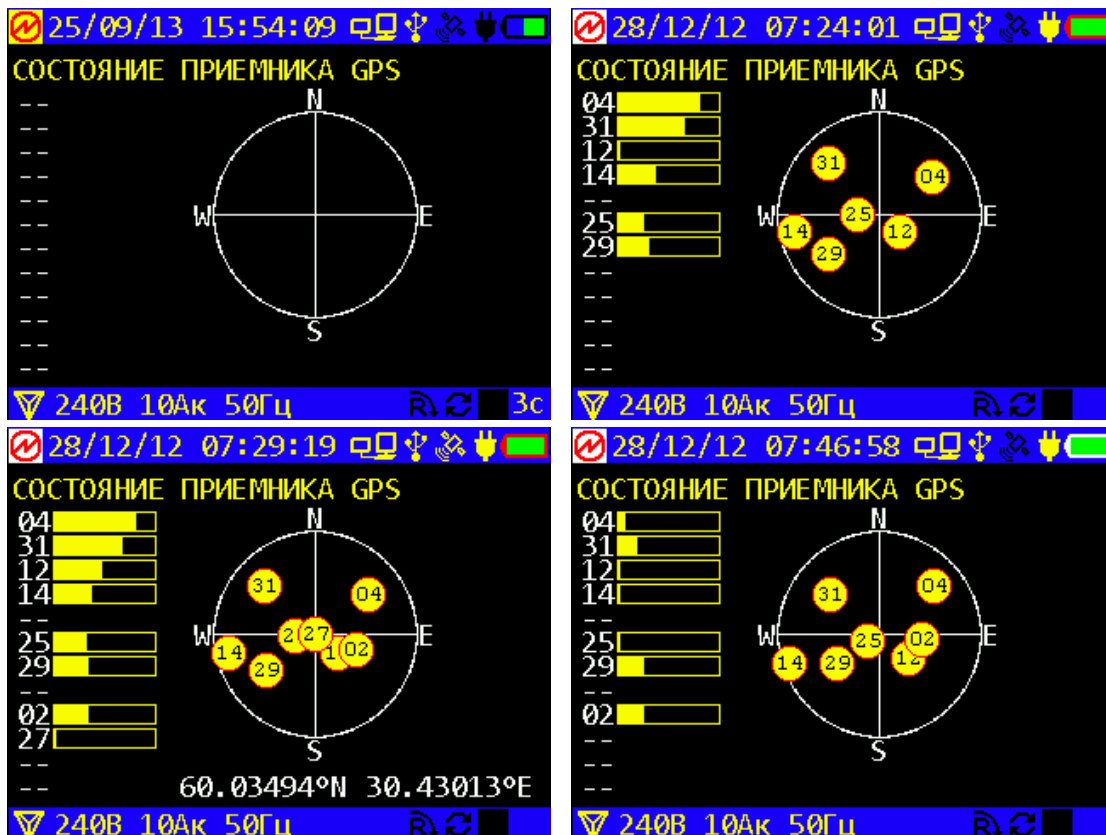 25/09/13 15:54:09
СОСТОЯНИЕ ПРИЕМНИКА GPS
--
--
--
--
--
--
--
--
--
--
--
--
N
W
E
S
240В 10Ак 50Гц
3с
28/12/12 07:24:01
СОСТОЯНИЕ ПРИЕМНИКА GPS
04
31
12
14
--
25
29
--
--
--
--
--
N
31
04
25
W
E
14
12
29
S
240В 10Ак 50Гц
28/12/12 07:29:19
СОСТОЯНИЕ ПРИЕМНИКА GPS
04
31
12
14
--
25
29
--
02
27
--
--
N
31
04
2
27
W
E
14
1
02
29
S
60.03494°N 30.43013°E
240В 10Ак 50Гц
28/12/12 07:46:58
СОСТОЯНИЕ ПРИЕМНИКА GPS
04
31
12
14
--
25
29
--
02
--
--
--
N
04
31
W
25
02
E
14
29
12
S
240В 10Ак 50Гц